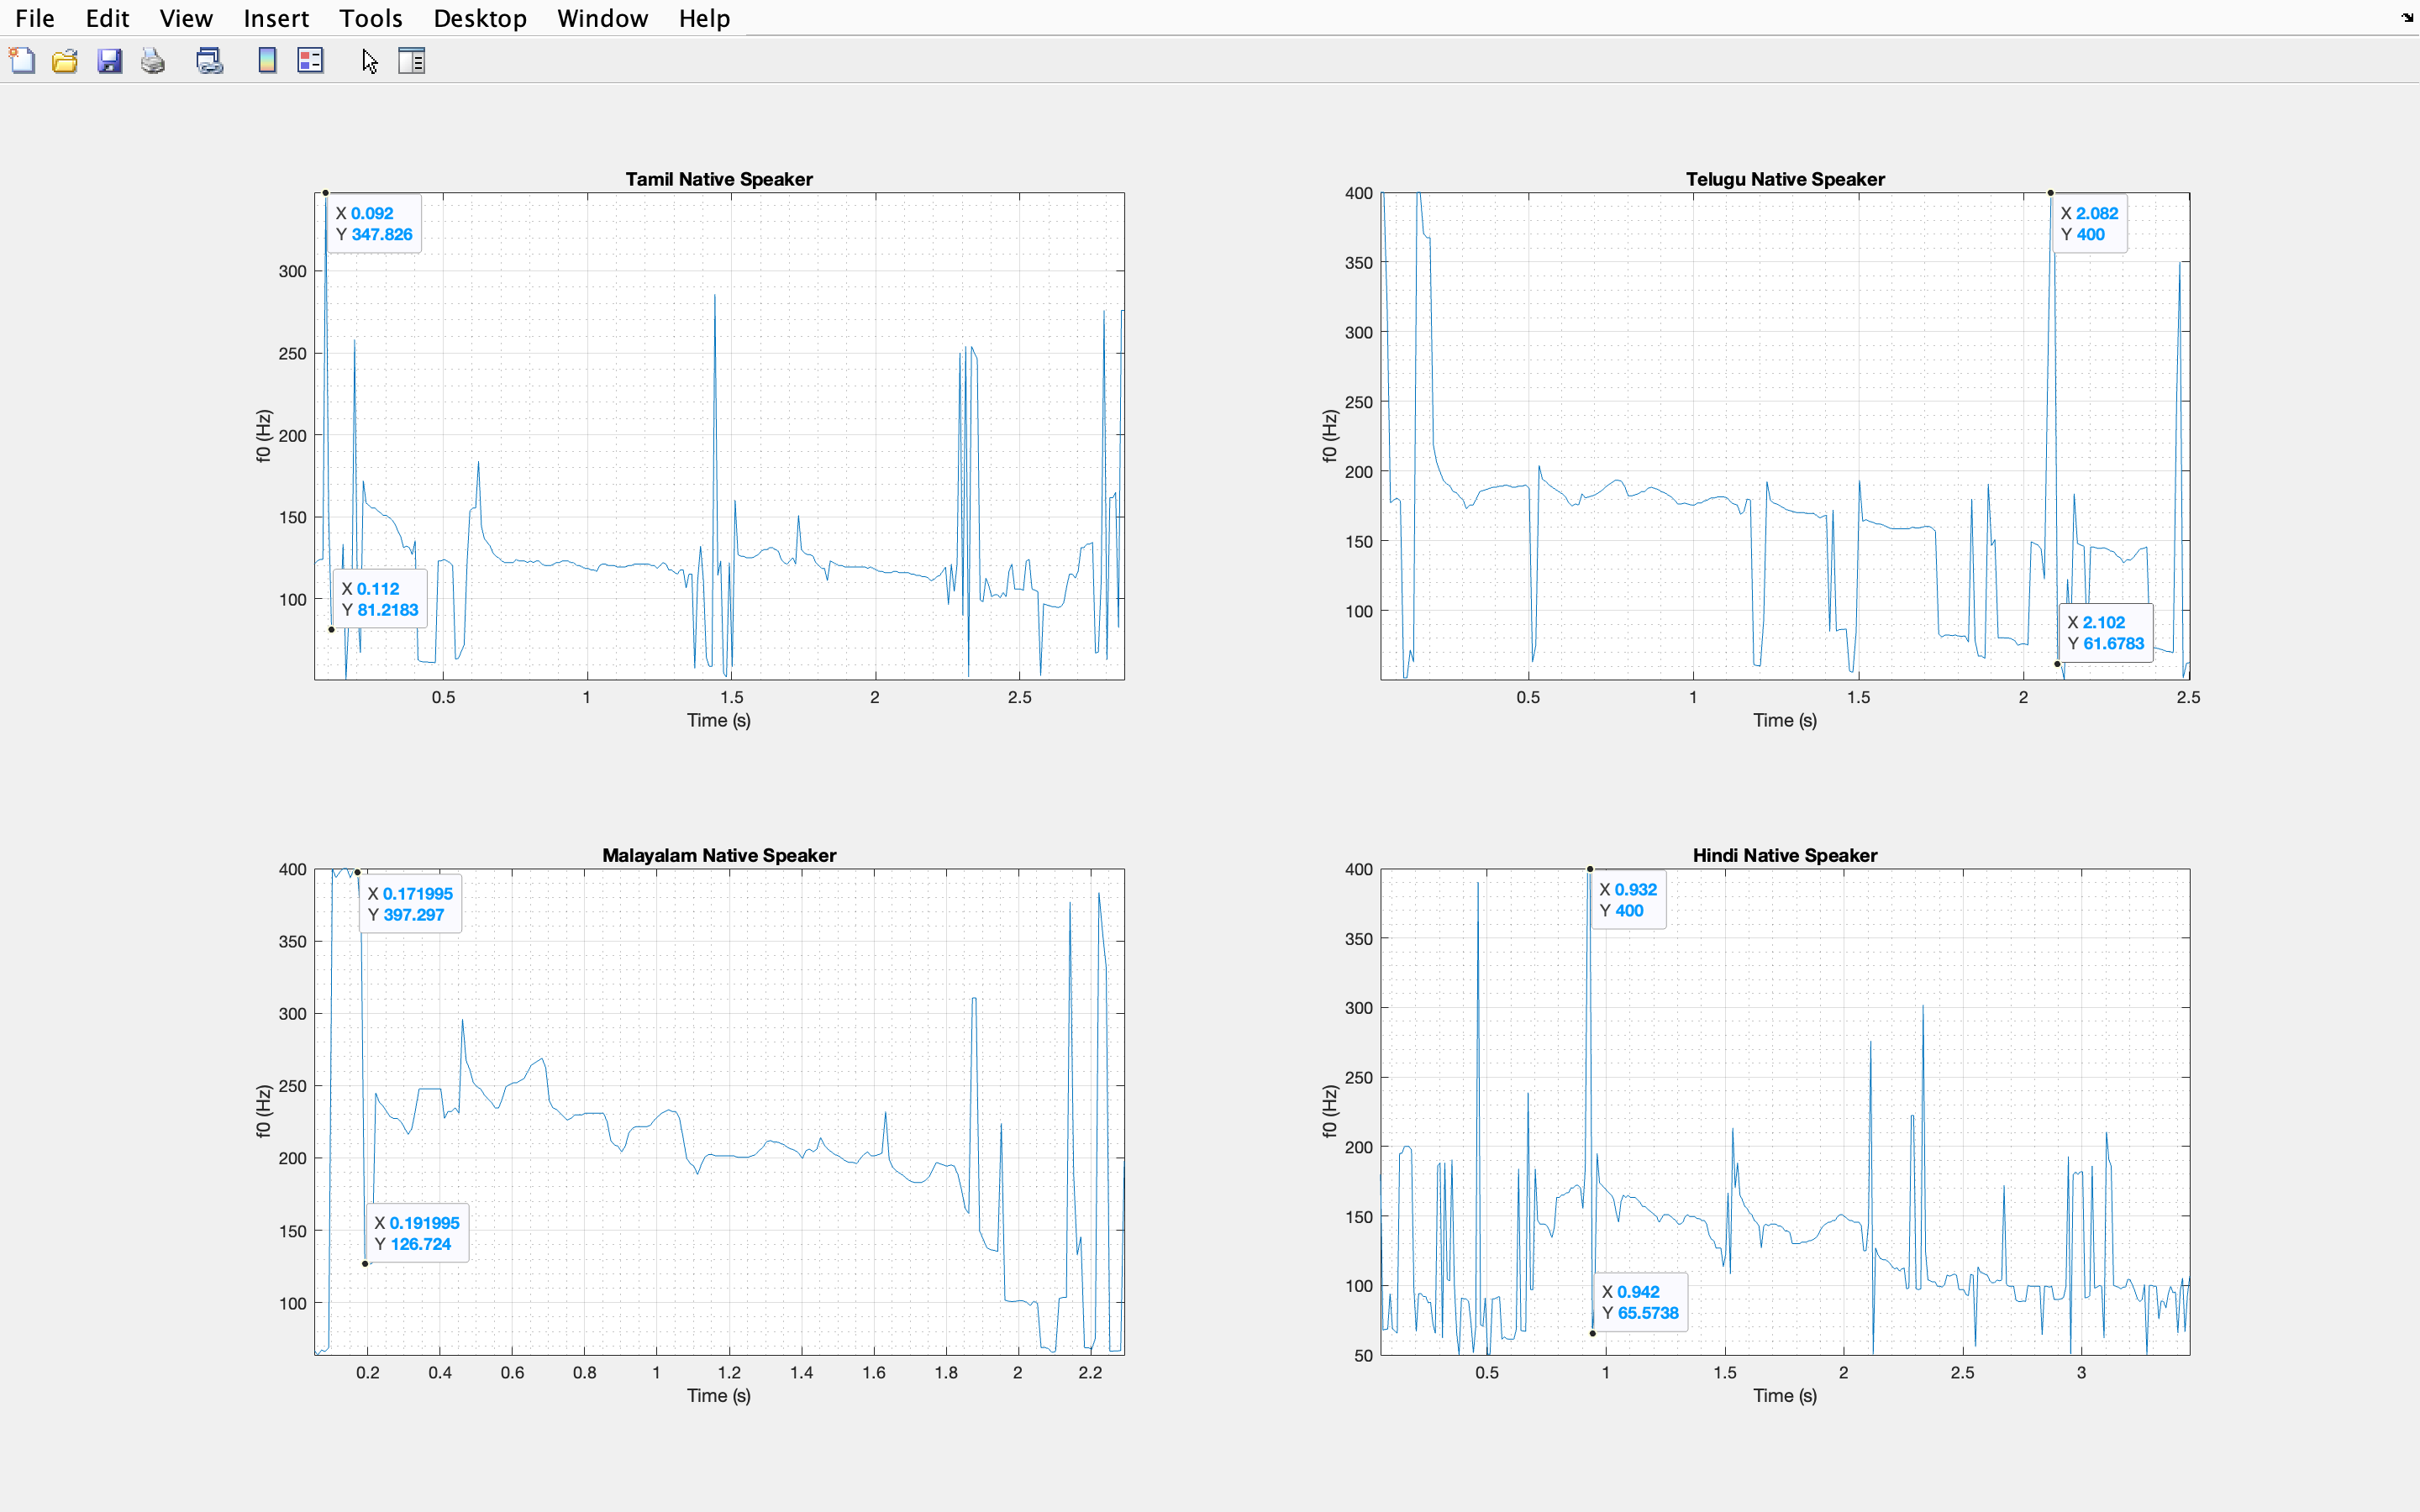 File Edit View Insert Tools Desktop Window Help
Tamil Native Speaker
X 0.092
Y 347.826
300
250
200
150
100
f0 (Hz)
X 0.112
Y 81.2183
0.5 1 1.5 2 2.5
Time (s)
Telugu Native Speaker
400
350
300
250
200
150
100
f0 (Hz)
X 2.082
Y 400
X 2.102
Y 61.6783
0.5 1 1.5 2 2.5
Time (s)
Malayalam Native Speaker
400
350
300
250
200
150
100
f0 (Hz)
X 0.171995
Y 397.297
X 0.191995
Y 126.724
0.2 0.4 0.6 0.8 1 1.2 1.4 1.6 1.8 2 2.2
Time (s)
Hindi Native Speaker
400
350
300
250
200
150
100
50
f0 (Hz)
X 0.932
Y 400
X 0.942
Y 65.5738
0.5 1 1.5 2 2.5 3
Time (s)